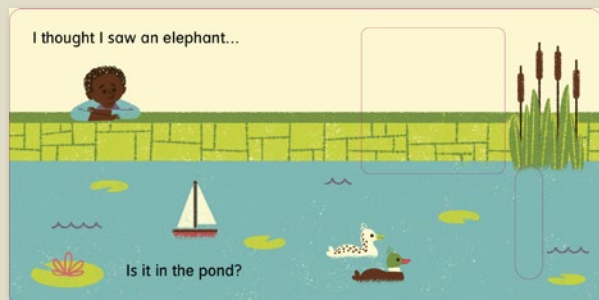 I thought I saw an elephant...
Is it in the pond?